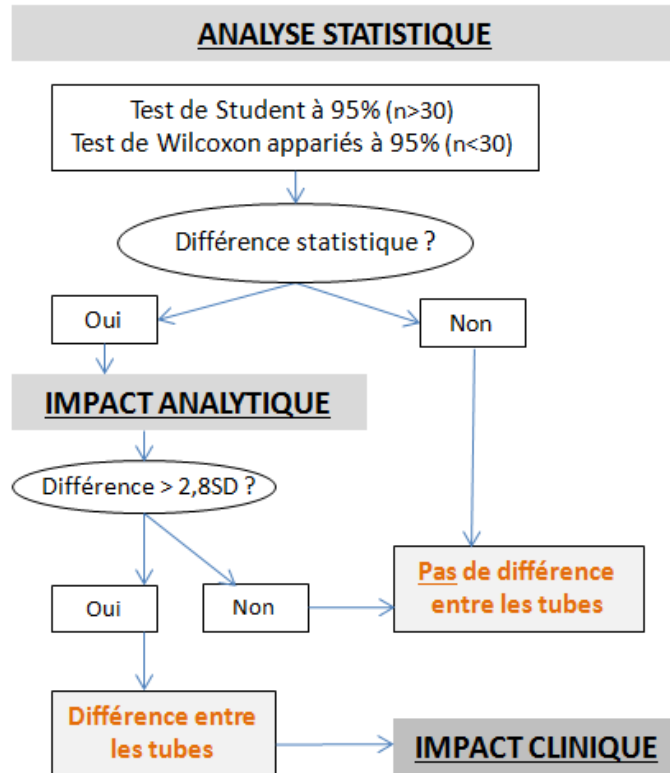 ANALYSE STATISTIQUE
Test de Student à 95% (n>30)
Test de Wilcoxon appariés à 95% (n<30)
Différence statistique ?
Oui
Non
IMPACT ANALYTIQUE
Différence > 2,8SD ?
Oui
Non
Pas de différence
entre les tubes
Différence entre
les tubes
IMPACT CLINIQUE